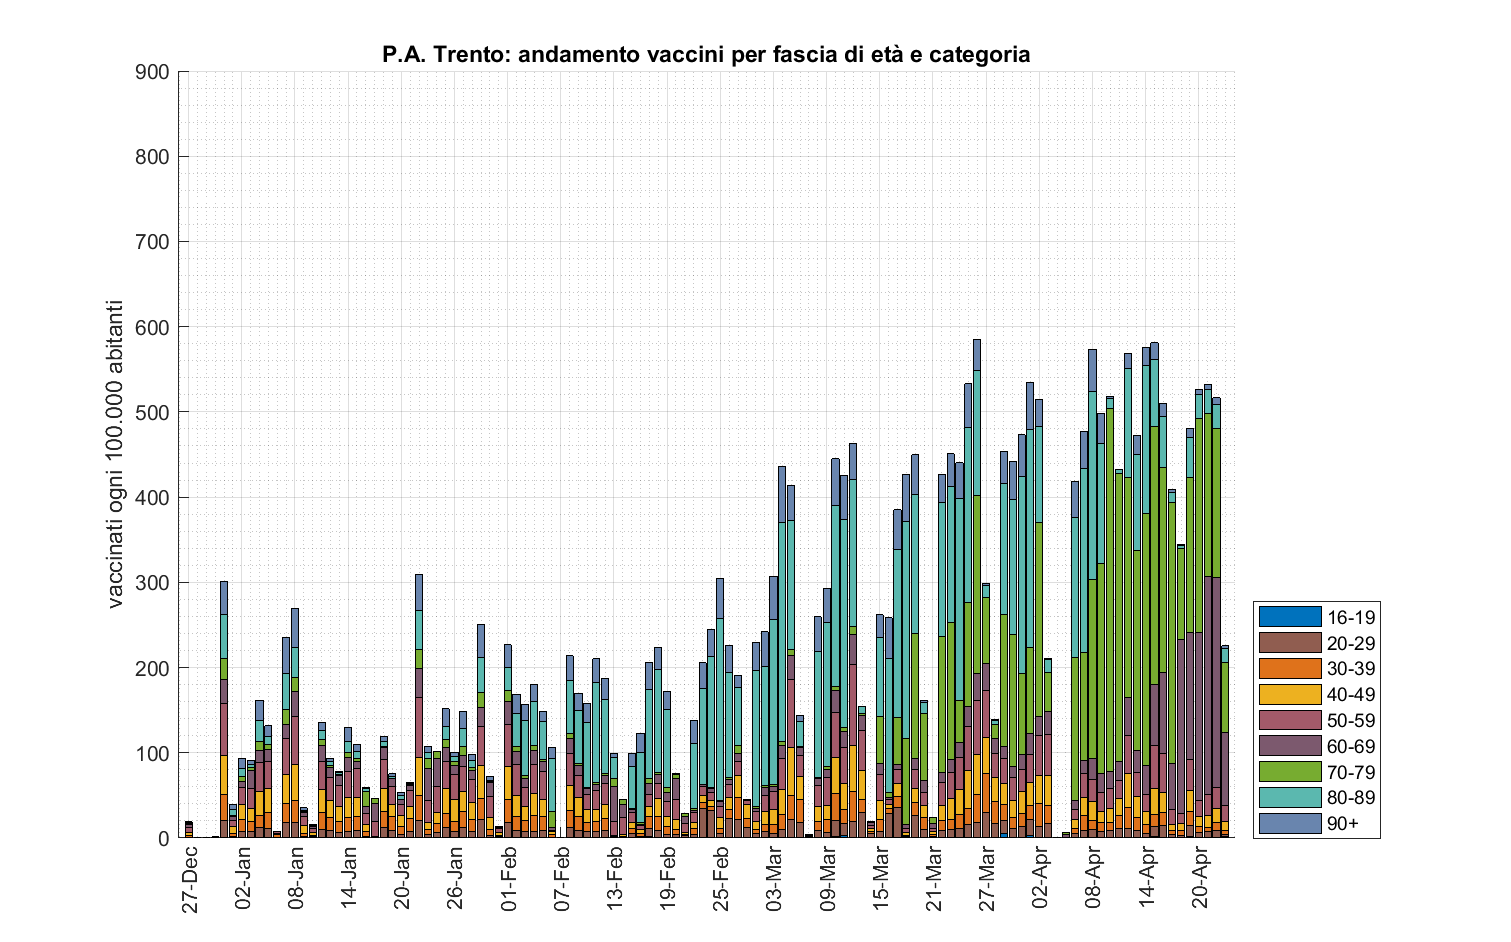 P.A. Trento: andamento vaccini per fascia di età e categoria
vaccinati ogni 100.000 abitanti
900
800
700
600
500
400
300
200
100
0
27-Dec
02-Jan
08-Jan
14-Jan
20-Jan
26-Jan
01-Feb
07-Feb
13-Feb
19-Feb
25-Feb
03-Mar
09-Mar
15-Mar
21-Mar
27-Mar
02-Apr
08-Apr
14-Apr
20-Apr
16-19
20-29
30-39
40-49
50-59
60-69
70-79
80-89
90+